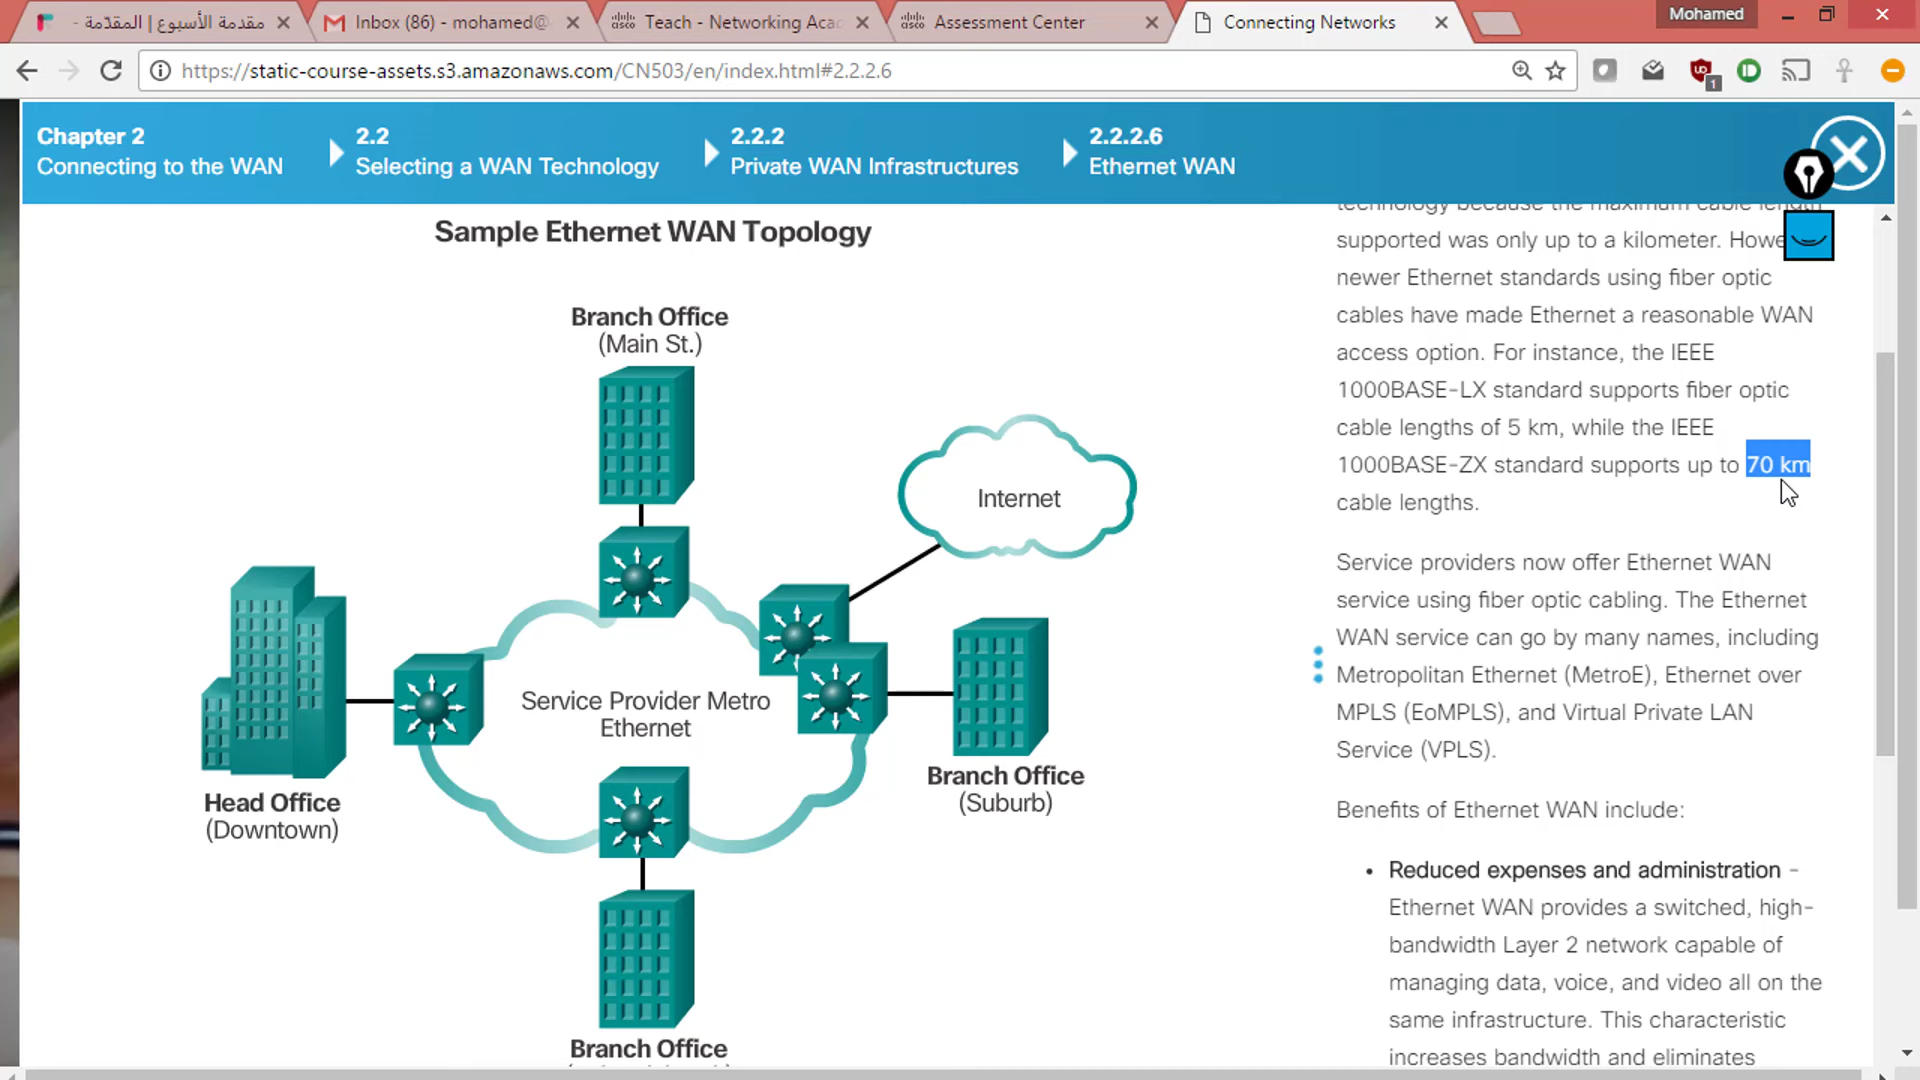 مقدمة الأسبوع | المقدّمة -
Inbox (86) - mohamed@
Teach - Networking Aca
Assessment Center
Connecting Networks
Mohamed
https://static-course-assets.s3.amazonaws.com/CN503/en/index.html#2.2.2.6
1
Chapter 2
Connecting to the WAN
2.2
Selecting a WAN Technology
2.2.2
Private WAN Infrastructures
2.2.2.6
Ethernet WAN
Sample Ethernet WAN Topology
Branch Office
(Main St.)
Internet
Service Provider Metro
Ethernet
Head Office
(Downtown)
Branch Office
(Suburb)
Branch Office
technology because the maximum cable length
supported was only up to a kilometer. Howe
newer Ethernet standards using fiber optic
cables have made Ethernet a reasonable WAN
access option. For instance, the IEEE
1000BASE-LX standard supports fiber optic
cable lengths of 5 km, while the IEEE
1000BASE-ZX standard supports up to 70 km
cable lengths.
Service providers now offer Ethernet WAN
service using fiber optic cabling. The Ethernet
WAN service can go by many names, including
Metropolitan Ethernet (MetroE), Ethernet over
MPLS (EoMPLS), and Virtual Private LAN
Service (VPLS).
Benefits of Ethernet WAN include:
• Reduced expenses and administration -
Ethernet WAN provides a switched, high-
bandwidth Layer 2 network capable of
managing data, voice, and video all on the
same infrastructure. This characteristic
increases bandwidth and eliminates